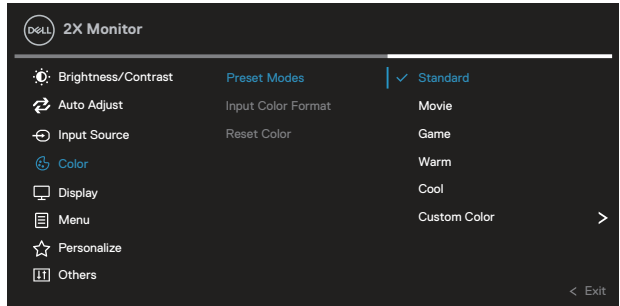 DELL 2X Monitor
Brightness/Contrast Preset Modes Standard
Auto Adjust Input Color Format Movie
Input Source Reset Color Game
Color Warm
Display Cool
Menu Custom Color >
Personalize
Others
< Exit